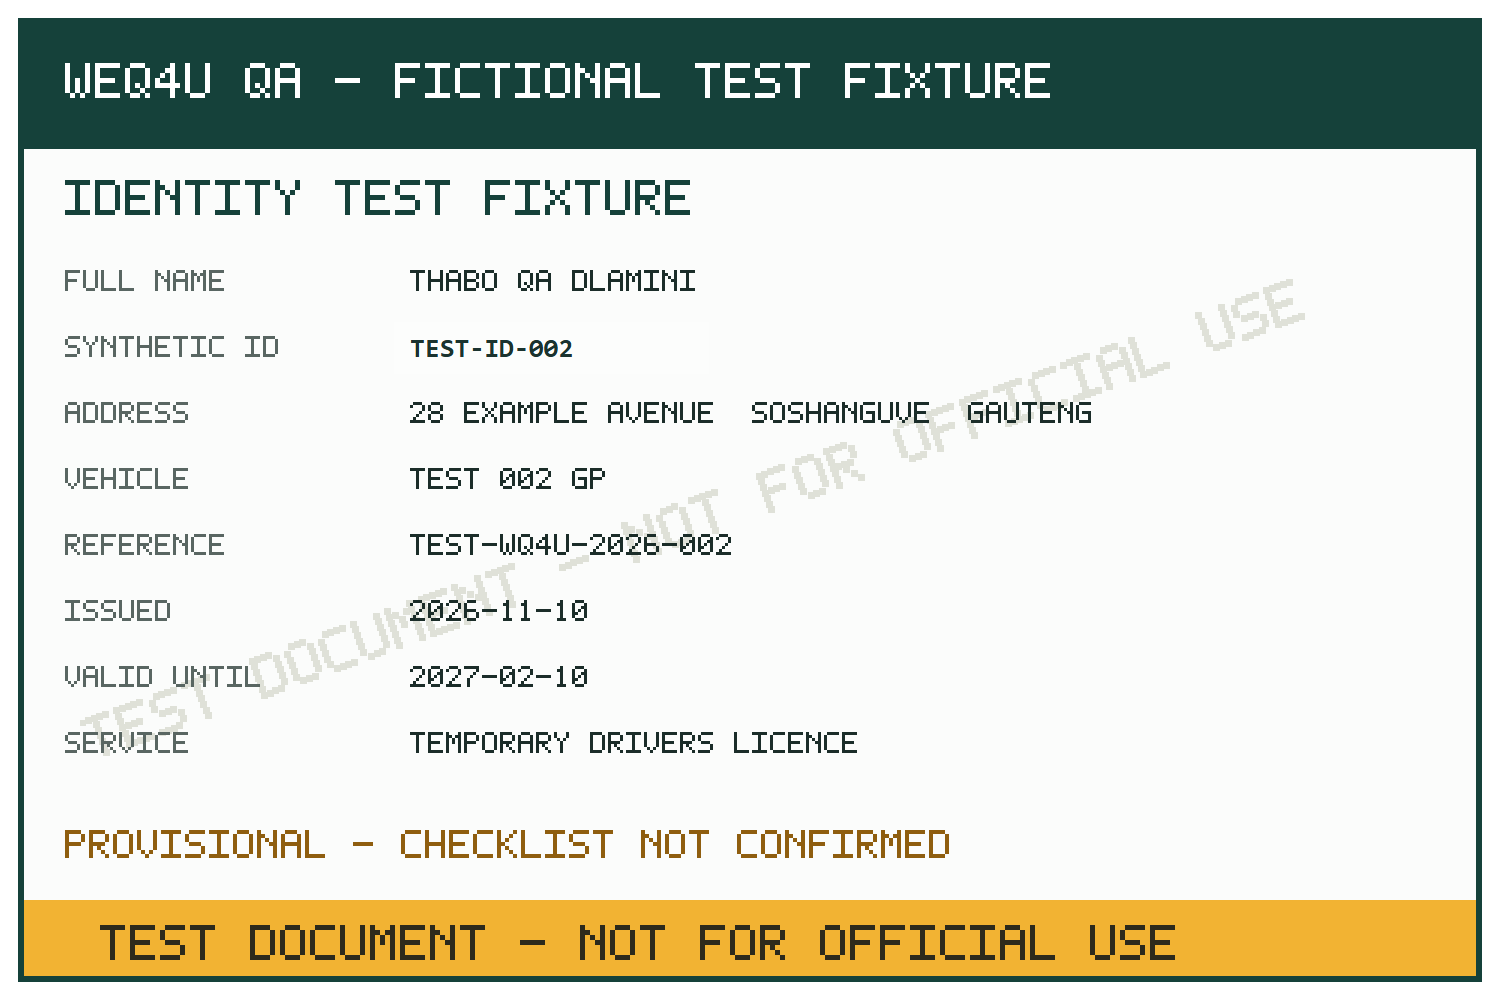 WEQ4U QA - FICTIONAL TEST FIXTURE
IDENTITY TEST FIXTURE
FULL NAME THABO QA DLAMINI
SYNTHETIC ID TEST-ID-002
ADDRESS 28 EXAMPLE AVENUE SOSHANGUVE GAUTENG
VEHICLE TEST 002 GP
REFERENCE TEST-WQ4U-2026-002
ISSUED 2026-11-10
VALID UNTIL 2027-02-10
SERVICE TEMPORARY DRIVERS LICENCE
TEST DOCUMENT - NOT FOR OFFICIAL USE
PROVISIONAL - CHECKLIST NOT CONFIRMED
TEST DOCUMENT - NOT FOR OFFICIAL USE